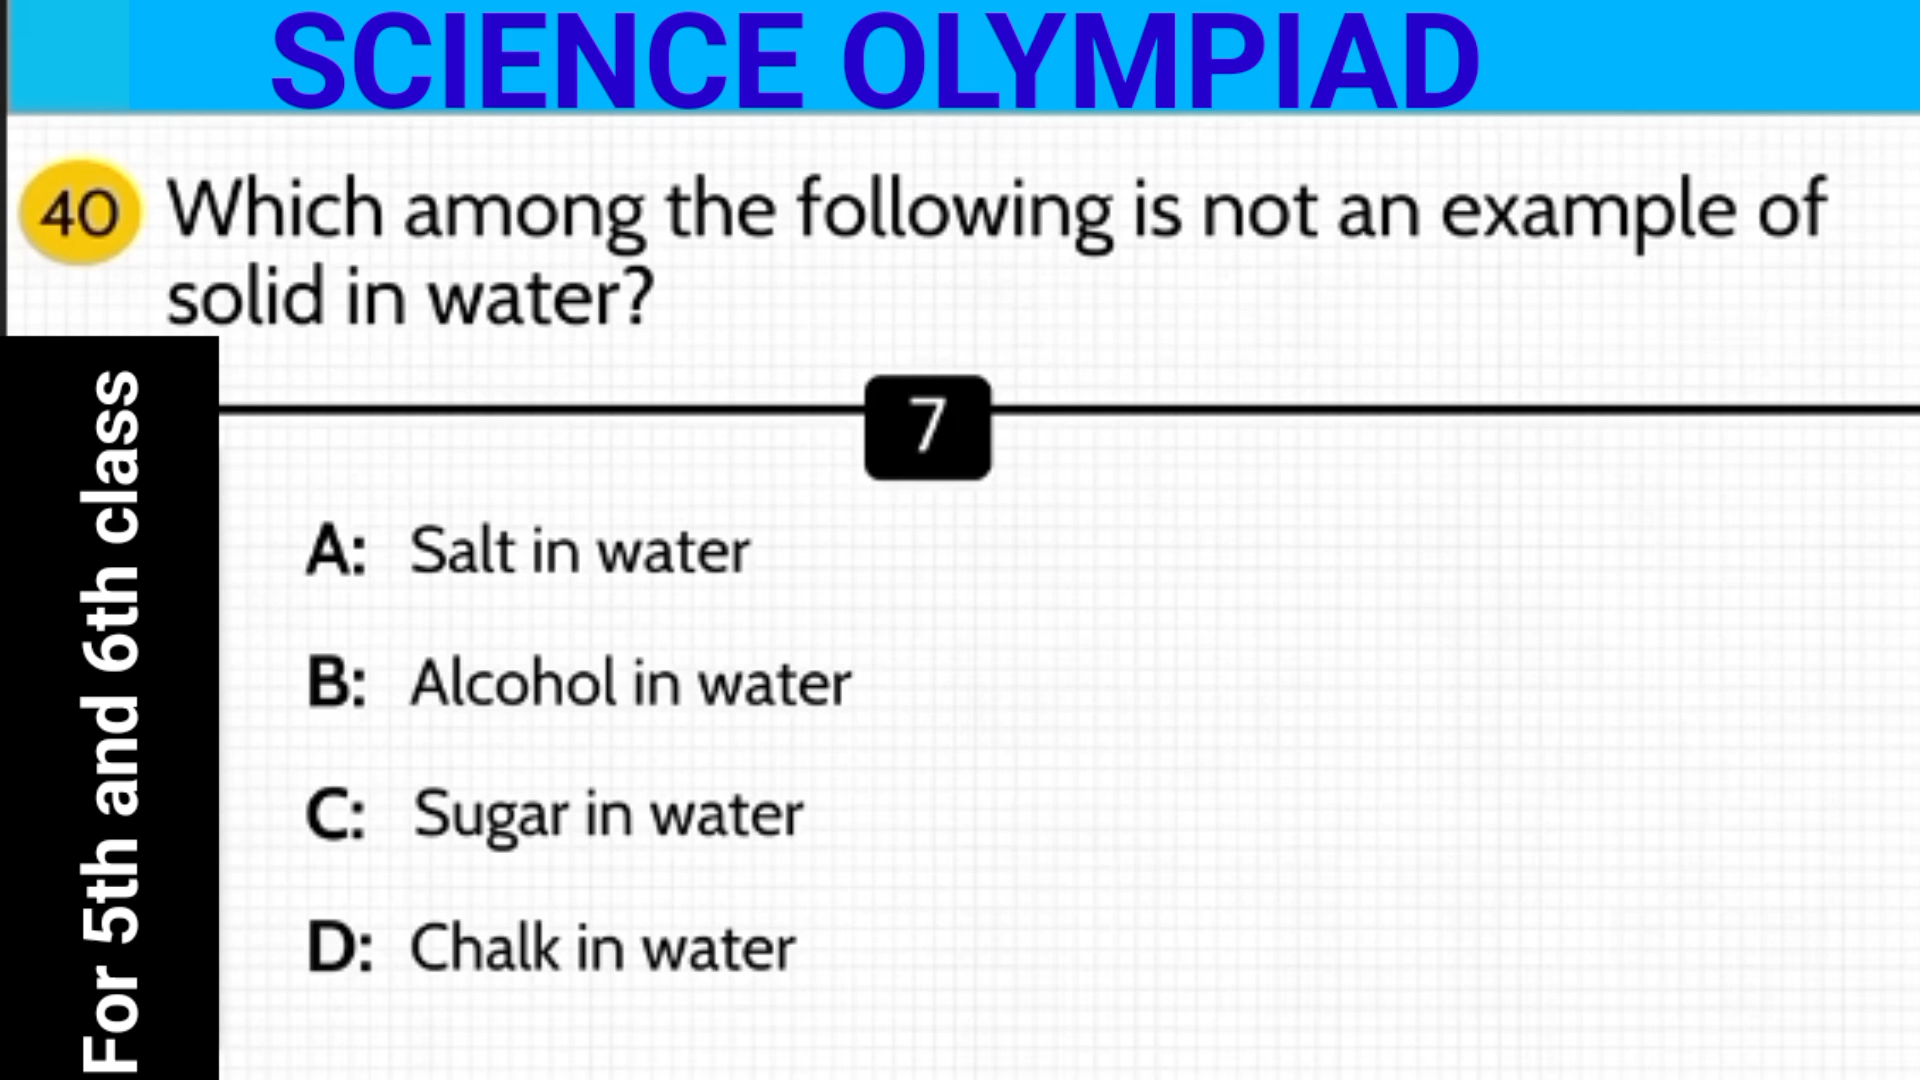 SCIENCE OLYMPIAD
40 Which among the following is not an example of
solid in water?
7
A: Salt in water
B: Alcohol in water
C: Sugar in water
D: Chalk in water
For 5th and 6th class